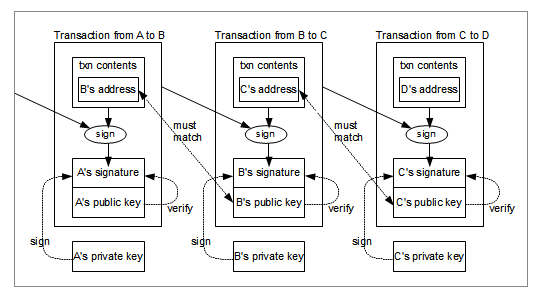 Transaction from A to B
txn contents
B's address
sign
must
match
A's signature
A's public key
verify
sign
A's private key
Transaction from B to C
txn contents
C's address
sign
must
match
B's signature
B's public key
verify
sign
B's private key
Transaction from C to D
txn contents
D's address
sign
C's signature
C's public key
verify
sign
C's private key